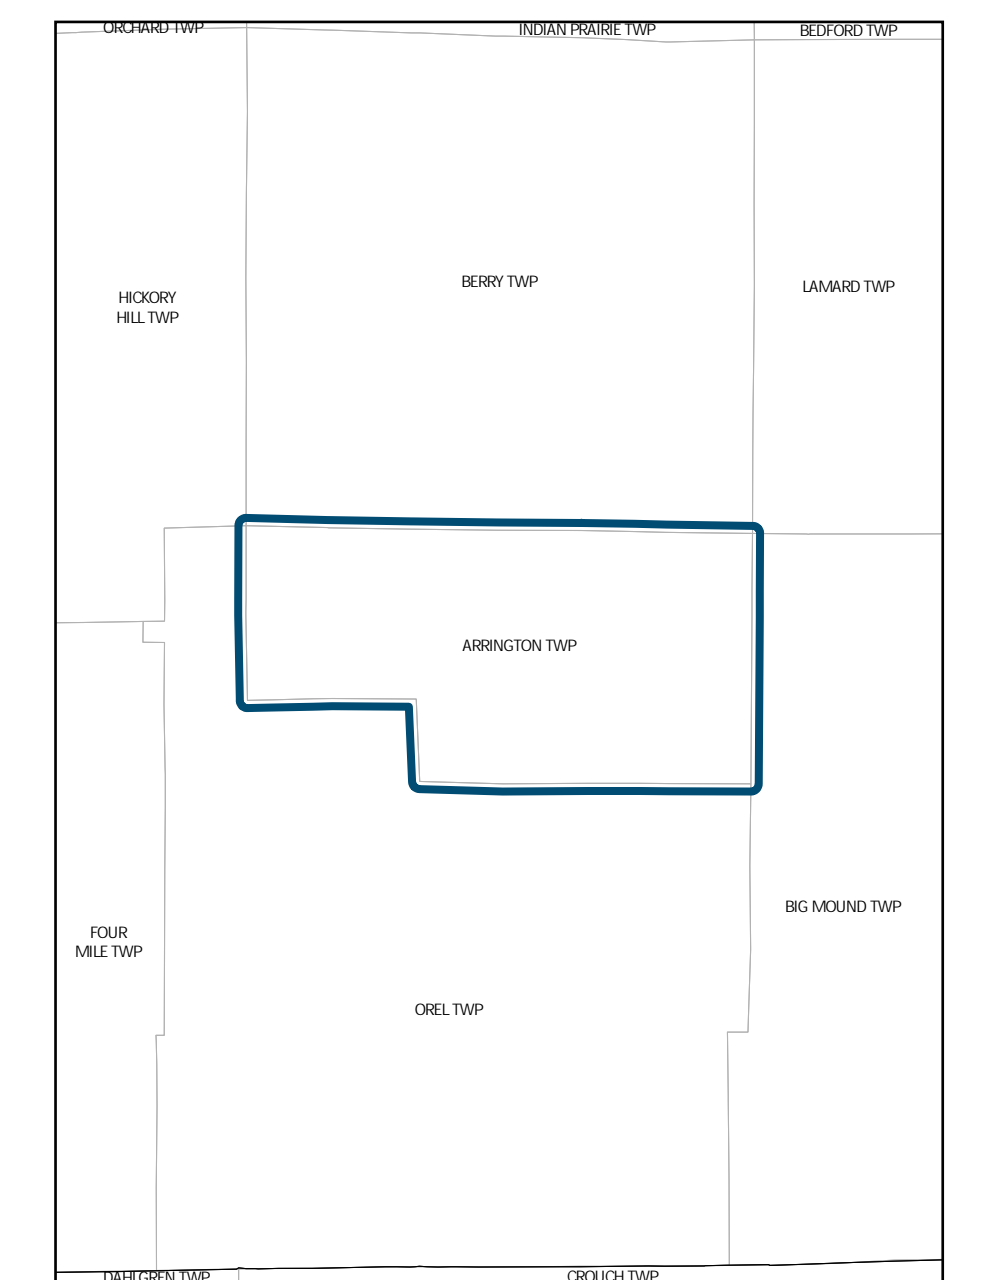 ORCHARD TWP
INDIAN PRAIRIE TWP
BEDFORD TWP
BERRY TWP
LAMARD TWP
HICKORY
HILL TWP
ARRINGTON TWP
BIG MOUND TWP
FOUR
MILE TWP
OREL TWP
DAHLGREN TWP
CROUCH TWP